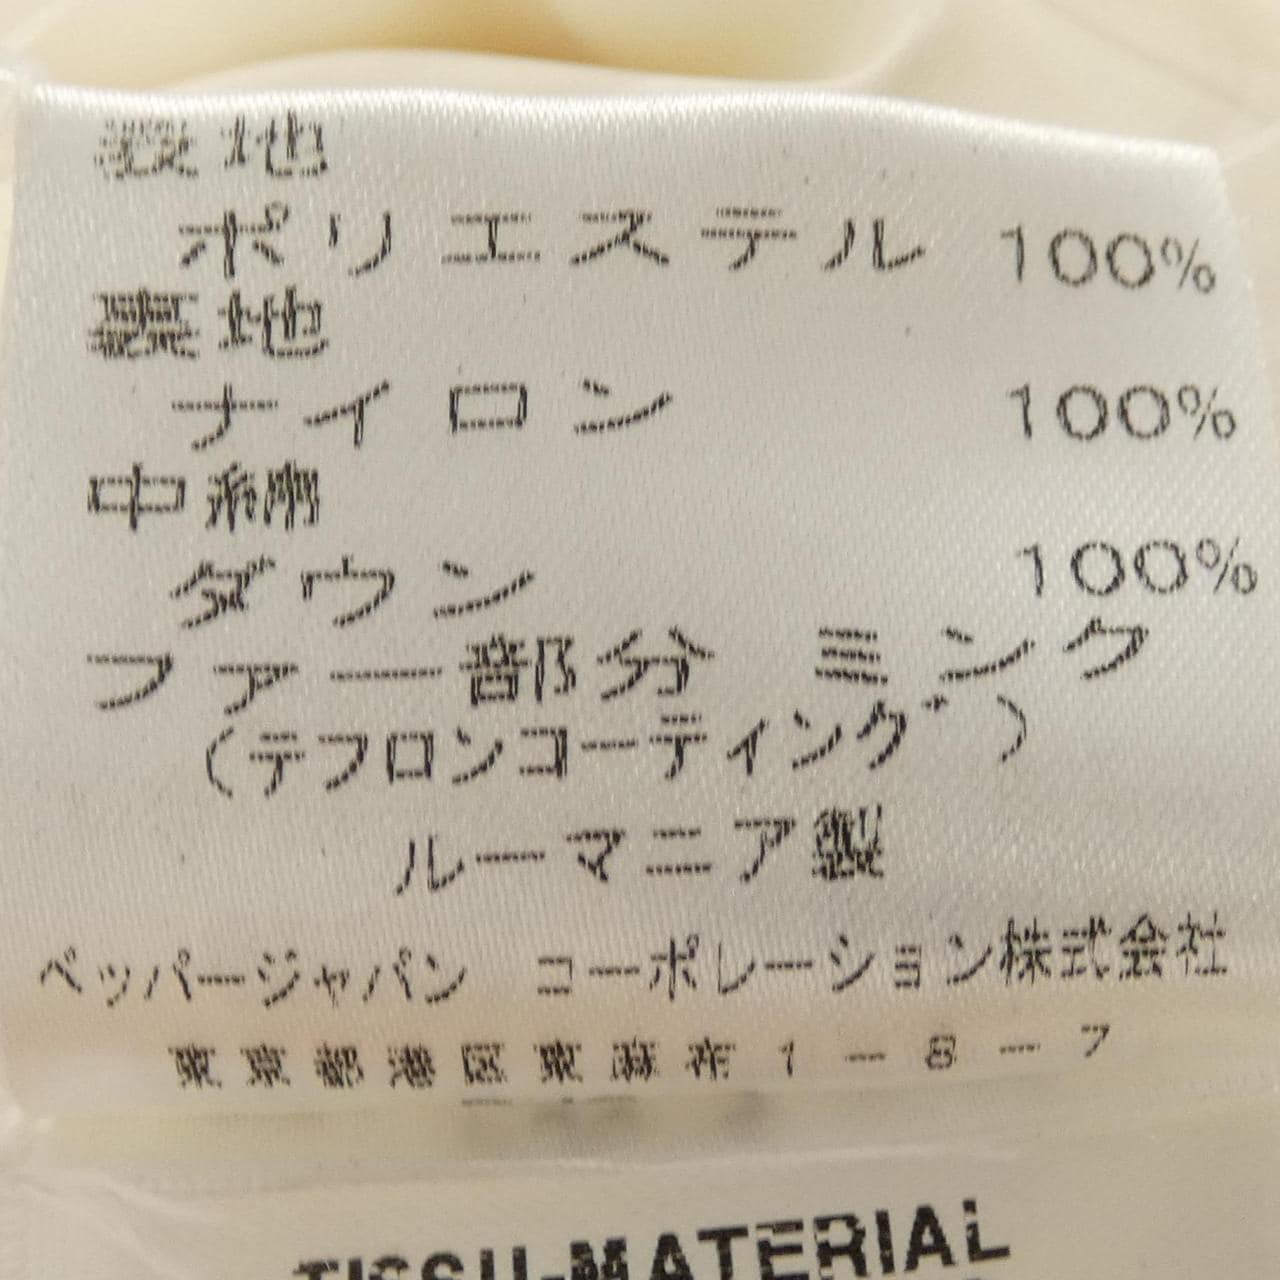 表地
ポリエステル 100%
裏地
ナイロン 100%
中綿
ダウン 100%
ファー部分 ミンク
(テフロンコーティング)
ルーマニア製
ペッパージャパン コーポレーション株式会社
東京都港区東麻布1-8-7
TISSU-MATERIAL